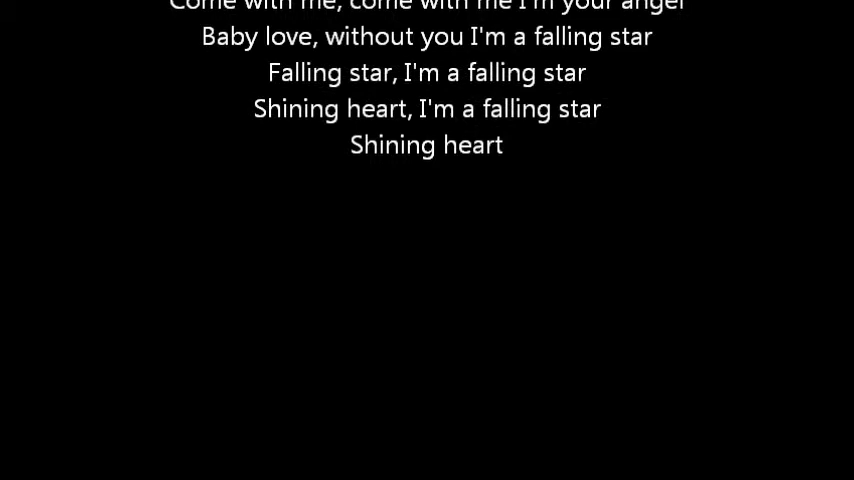 Come with me, come with me I'm your angel
Baby love, without you I'm a falling star
Falling star, I'm a falling star
Shining heart, I'm a falling star
Shining heart